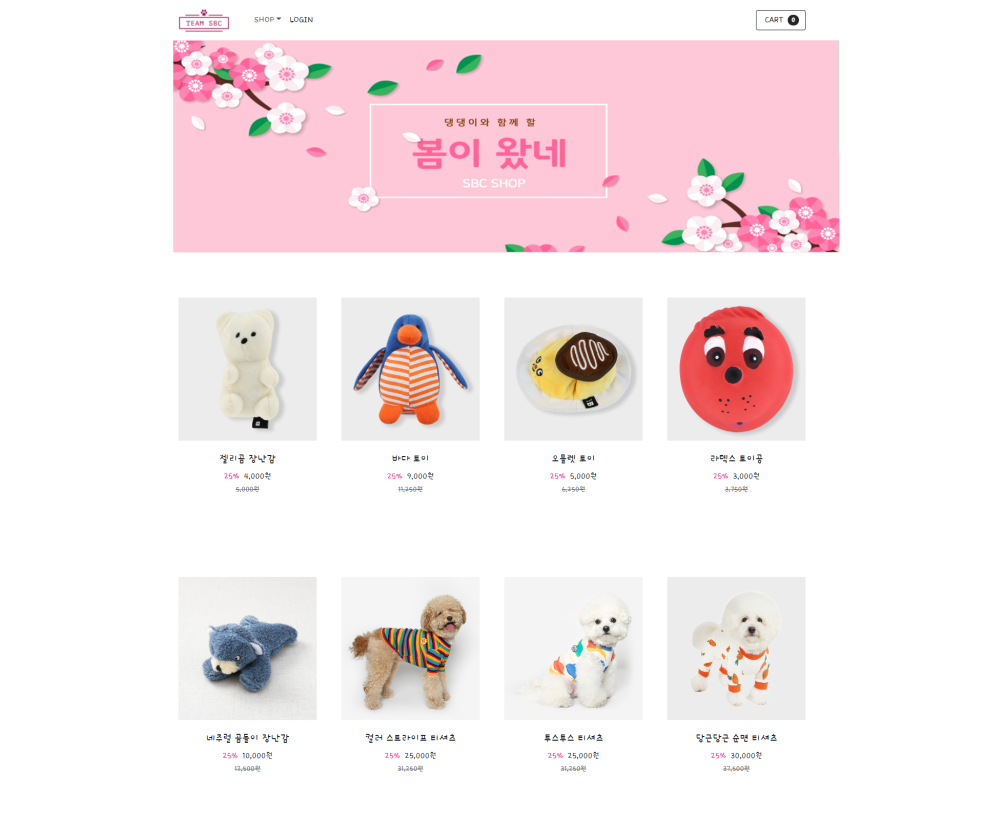 TEAM SBC
SHOP LOGIN
CART 0
댕댕이와 함께 할
봄이 왔네
SBC SHOP
젤리곰 장난감
25% 4,000원
5,000원
바다 토이
25% 9,000원
11,250원
오믈렛 토이
25% 5,000원
6,250원
라텍스 토이공
25% 3,000원
3,750원
네추럴 곰돌이 장난감
25% 10,000원
12,500원
컬러 스트라이프 티셔츠
25% 25,000원
31,250원
투스투스 티셔츠
25% 25,000원
31,250원
당근당근 순면 티셔츠
25% 30,000원
37,500원